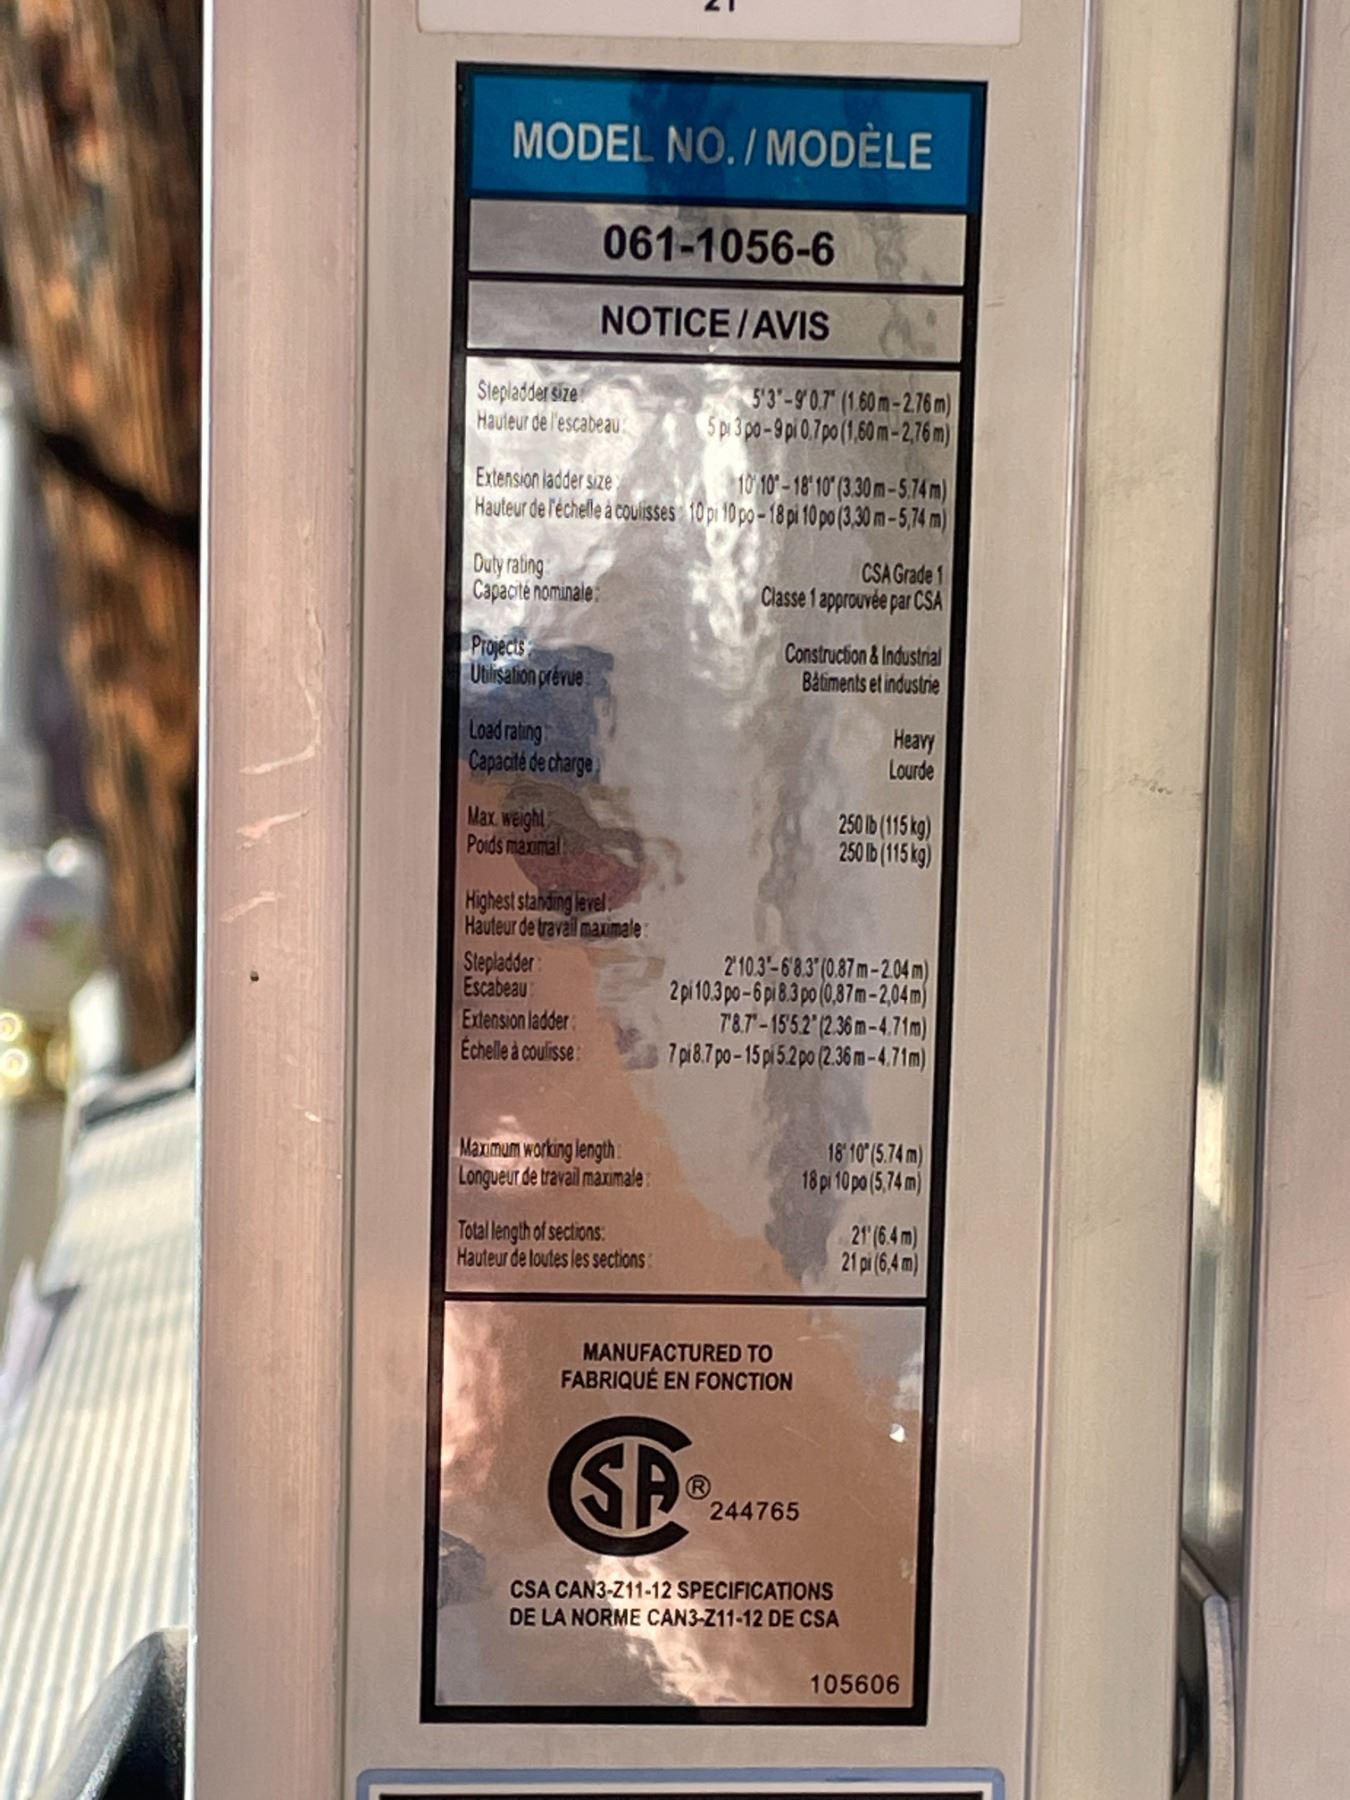 21
MODEL NO. / MODÈLE
061-1056-6
NOTICE / AVIS
Stepladder size : 5'3" – 9'0.7" (1.60 m – 2.76 m)
Hauteur de l'escabeau : 5 pi 3 po – 9 pi 0,7 po (1,60 m – 2,76 m)
Extension ladder size : 10' 10" – 18' 10" (3.30 m – 5.74 m)
Hauteur de l'échelle à coulisses : 10 pi 10 po – 18 pi 10 po (3,30 m – 5,74 m)
Duty rating : CSA Grade 1
Capacité nominale : Classe 1 approuvée par CSA
Projects : Construction & Industrial
Utilisation prévue : Bâtiments et industrie
Load rating : Heavy
Capacité de charge : Lourde
Max. weight : 250 lb (115 kg)
Poids maximal : 250 lb (115 kg)
Highest standing level :
Hauteur de travail maximale :
Stepladder : 2'10.3" – 6'8.3" (0.87 m – 2.04 m)
Escabeau : 2 pi 10.3 po – 6 pi 8.3 po (0,87 m – 2,04 m)
Extension ladder : 7'8.7" – 15'5.2" (2.36 m – 4.71m)
Échelle à coulisse : 7 pi 8.7 po – 15 pi 5.2 po (2.36 m – 4.71m)
Maximum working length : 18' 10" (5.74 m)
Longueur de travail maximale : 18 pi 10 po (5,74 m)
Total length of sections: 21' (6.4 m)
Hauteur de toutes les sections : 21 pi (6,4 m)
MANUFACTURED TO
FABRIQUÉ EN FONCTION
CSA ® 244765
CSA CAN3-Z11-12 SPECIFICATIONS
DE LA NORME CAN3-Z11-12 DE CSA
105606